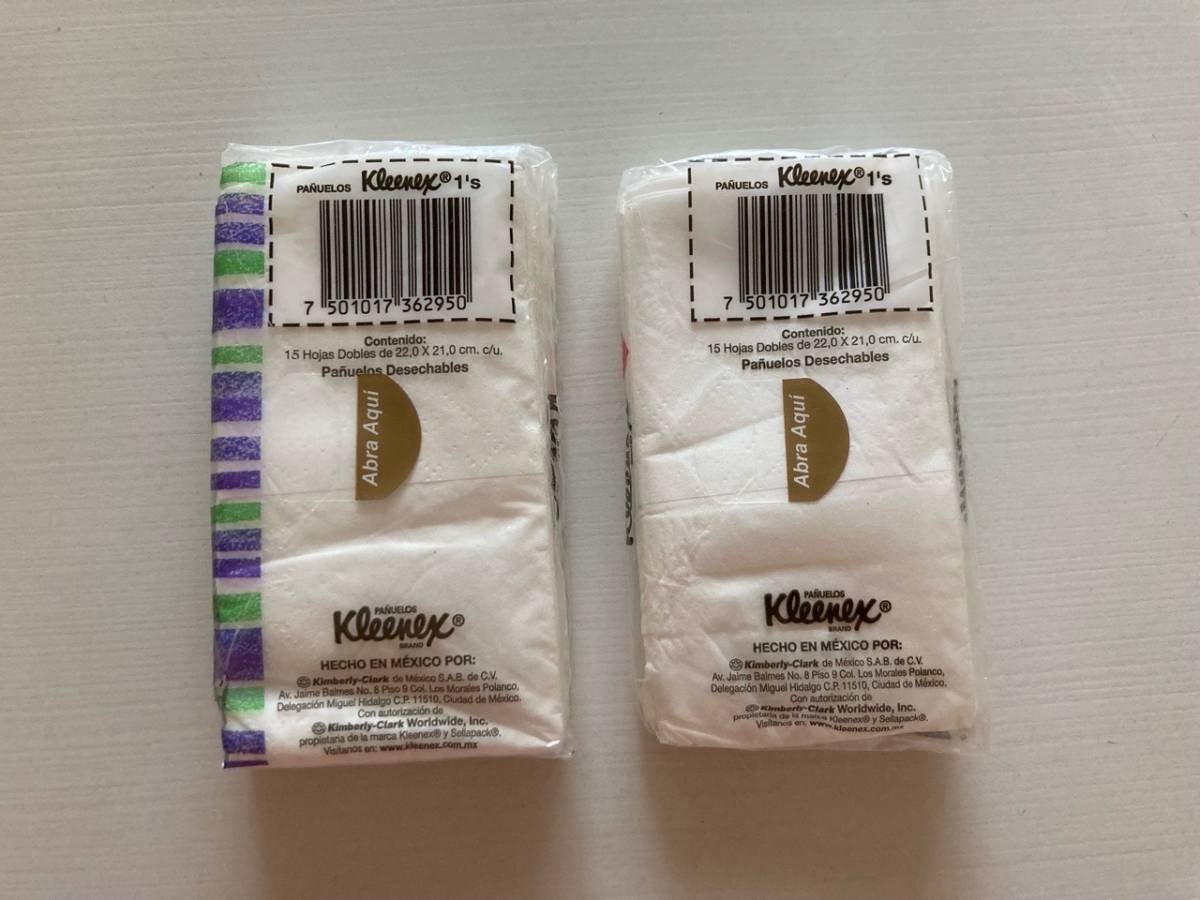 PAÑUELOS Kleenex® 1's
7 501017 362950
Contenido:
15 Hojas Dobles de 22,0 X 21,0 cm. c/u.
Pañuelos Desechables
Abra Aquí
PAÑUELOS
Kleenex®
BRAND
HECHO EN MÉXICO POR:
Kimberly-Clark de México S.A.B. de C.V.
Av. Jaime Balmes No. 8 Piso 9 Col. Los Morales Polanco,
Delegación Miguel Hidalgo C.P. 11510, Ciudad de México.
Con autorización de
Kimberly-Clark Worldwide, Inc.
propietaria de la marca Kleenex® y Sellapack®.
Visítanos en: www.kleenex.com.mx
PAÑUELOS Kleenex® 1's
7 501017 362950
Contenido:
15 Hojas Dobles de 22,0 X 21,0 cm. c/u.
Pañuelos Desechables
Abra Aquí
PAÑUELOS
Kleenex®
BRAND
HECHO EN MÉXICO POR:
Kimberly-Clark de México S.A.B. de C.V.
Av. Jaime Balmes No. 8 Piso 9 Col. Los Morales Polanco,
Delegación Miguel Hidalgo C.P. 11510, Ciudad de México.
Con autorización de
Kimberly-Clark Worldwide, Inc.
propietaria de la marca Kleenex® y Sellapack®.
Visítanos en: www.kleenex.com.mx